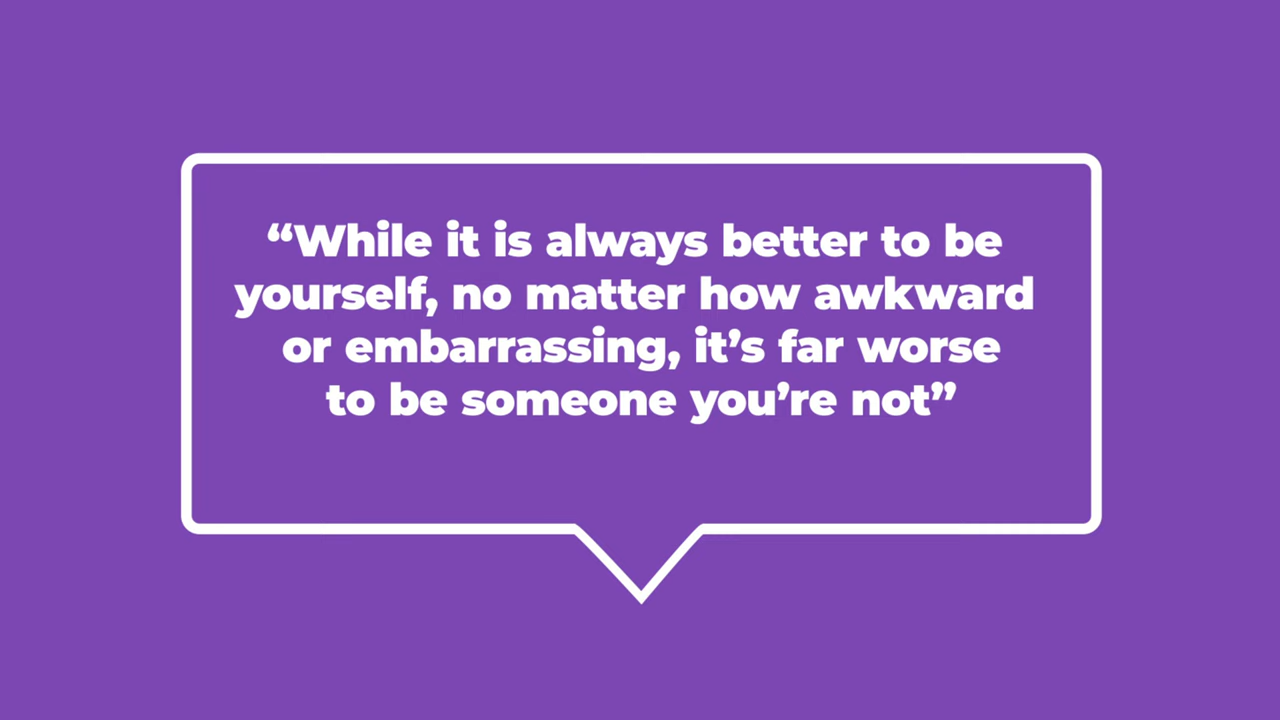 “While it is always better to be
yourself, no matter how awkward
or embarrassing, it’s far worse
to be someone you’re not”